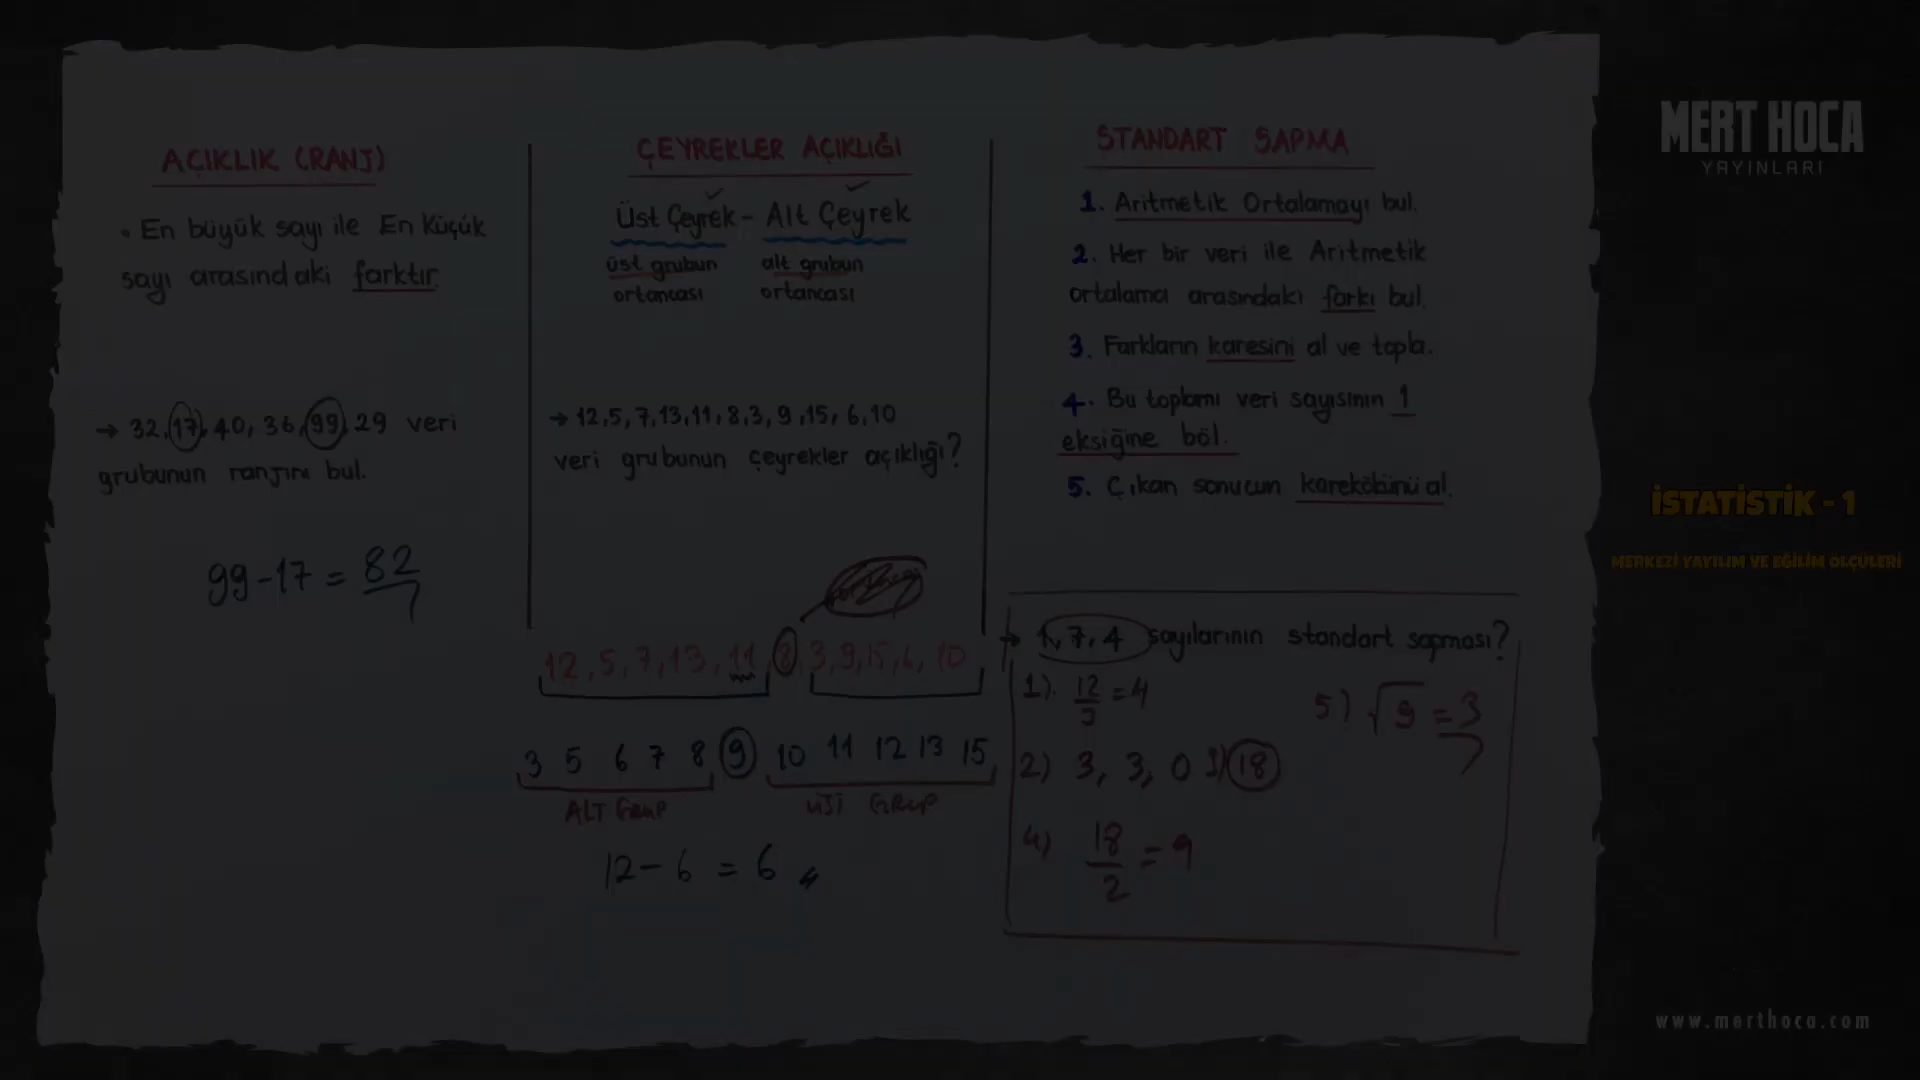 AÇIKLIK (RANJ)
• En büyük sayı ile En Küçük
sayı arasındaki farktır.
→ 32, 17, 40, 36, 99, 29 veri
grubunun ranjını bul.
99 - 17 = 82
ÇEYREKLER AÇIKLIĞI
Üst Çeyrek - Alt Çeyrek
üst grubun alt grubun
ortancası ortancası
→ 12, 5, 7, 13, 11, 8, 3, 9, 15, 6, 10
veri grubunun çeyrekler açıklığı?
12, 5, 7, 13, 11, 8, 3, 9, 15, 6, 10
3 5 6 7 8 9 10 11 12 13 15
ALT Grup ÜST GRUP
12 - 6 = 6
STANDART SAPMA
1. Aritmetik Ortalamayı bul.
2. Her bir veri ile Aritmetik
ortalama arasındaki farkı bul.
3. Farkların karesini al ve topla.
4. Bu toplamı veri sayısının 1
eksiğine böl.
5. Çıkan sonucun karekökünü al.
→ 1, 7, 4 sayılarının standart sapması?
1) 12/3 = 4
2) 3, 3, 0 3) 18
4) 18/2 = 9
5) √9 = 3
MERT HOCA
YAYINLARI
İSTATİSTİK - 1
MERKEZİ YAYILIM VE EĞİLİM ÖLÇÜLERİ
www.merthoca.com